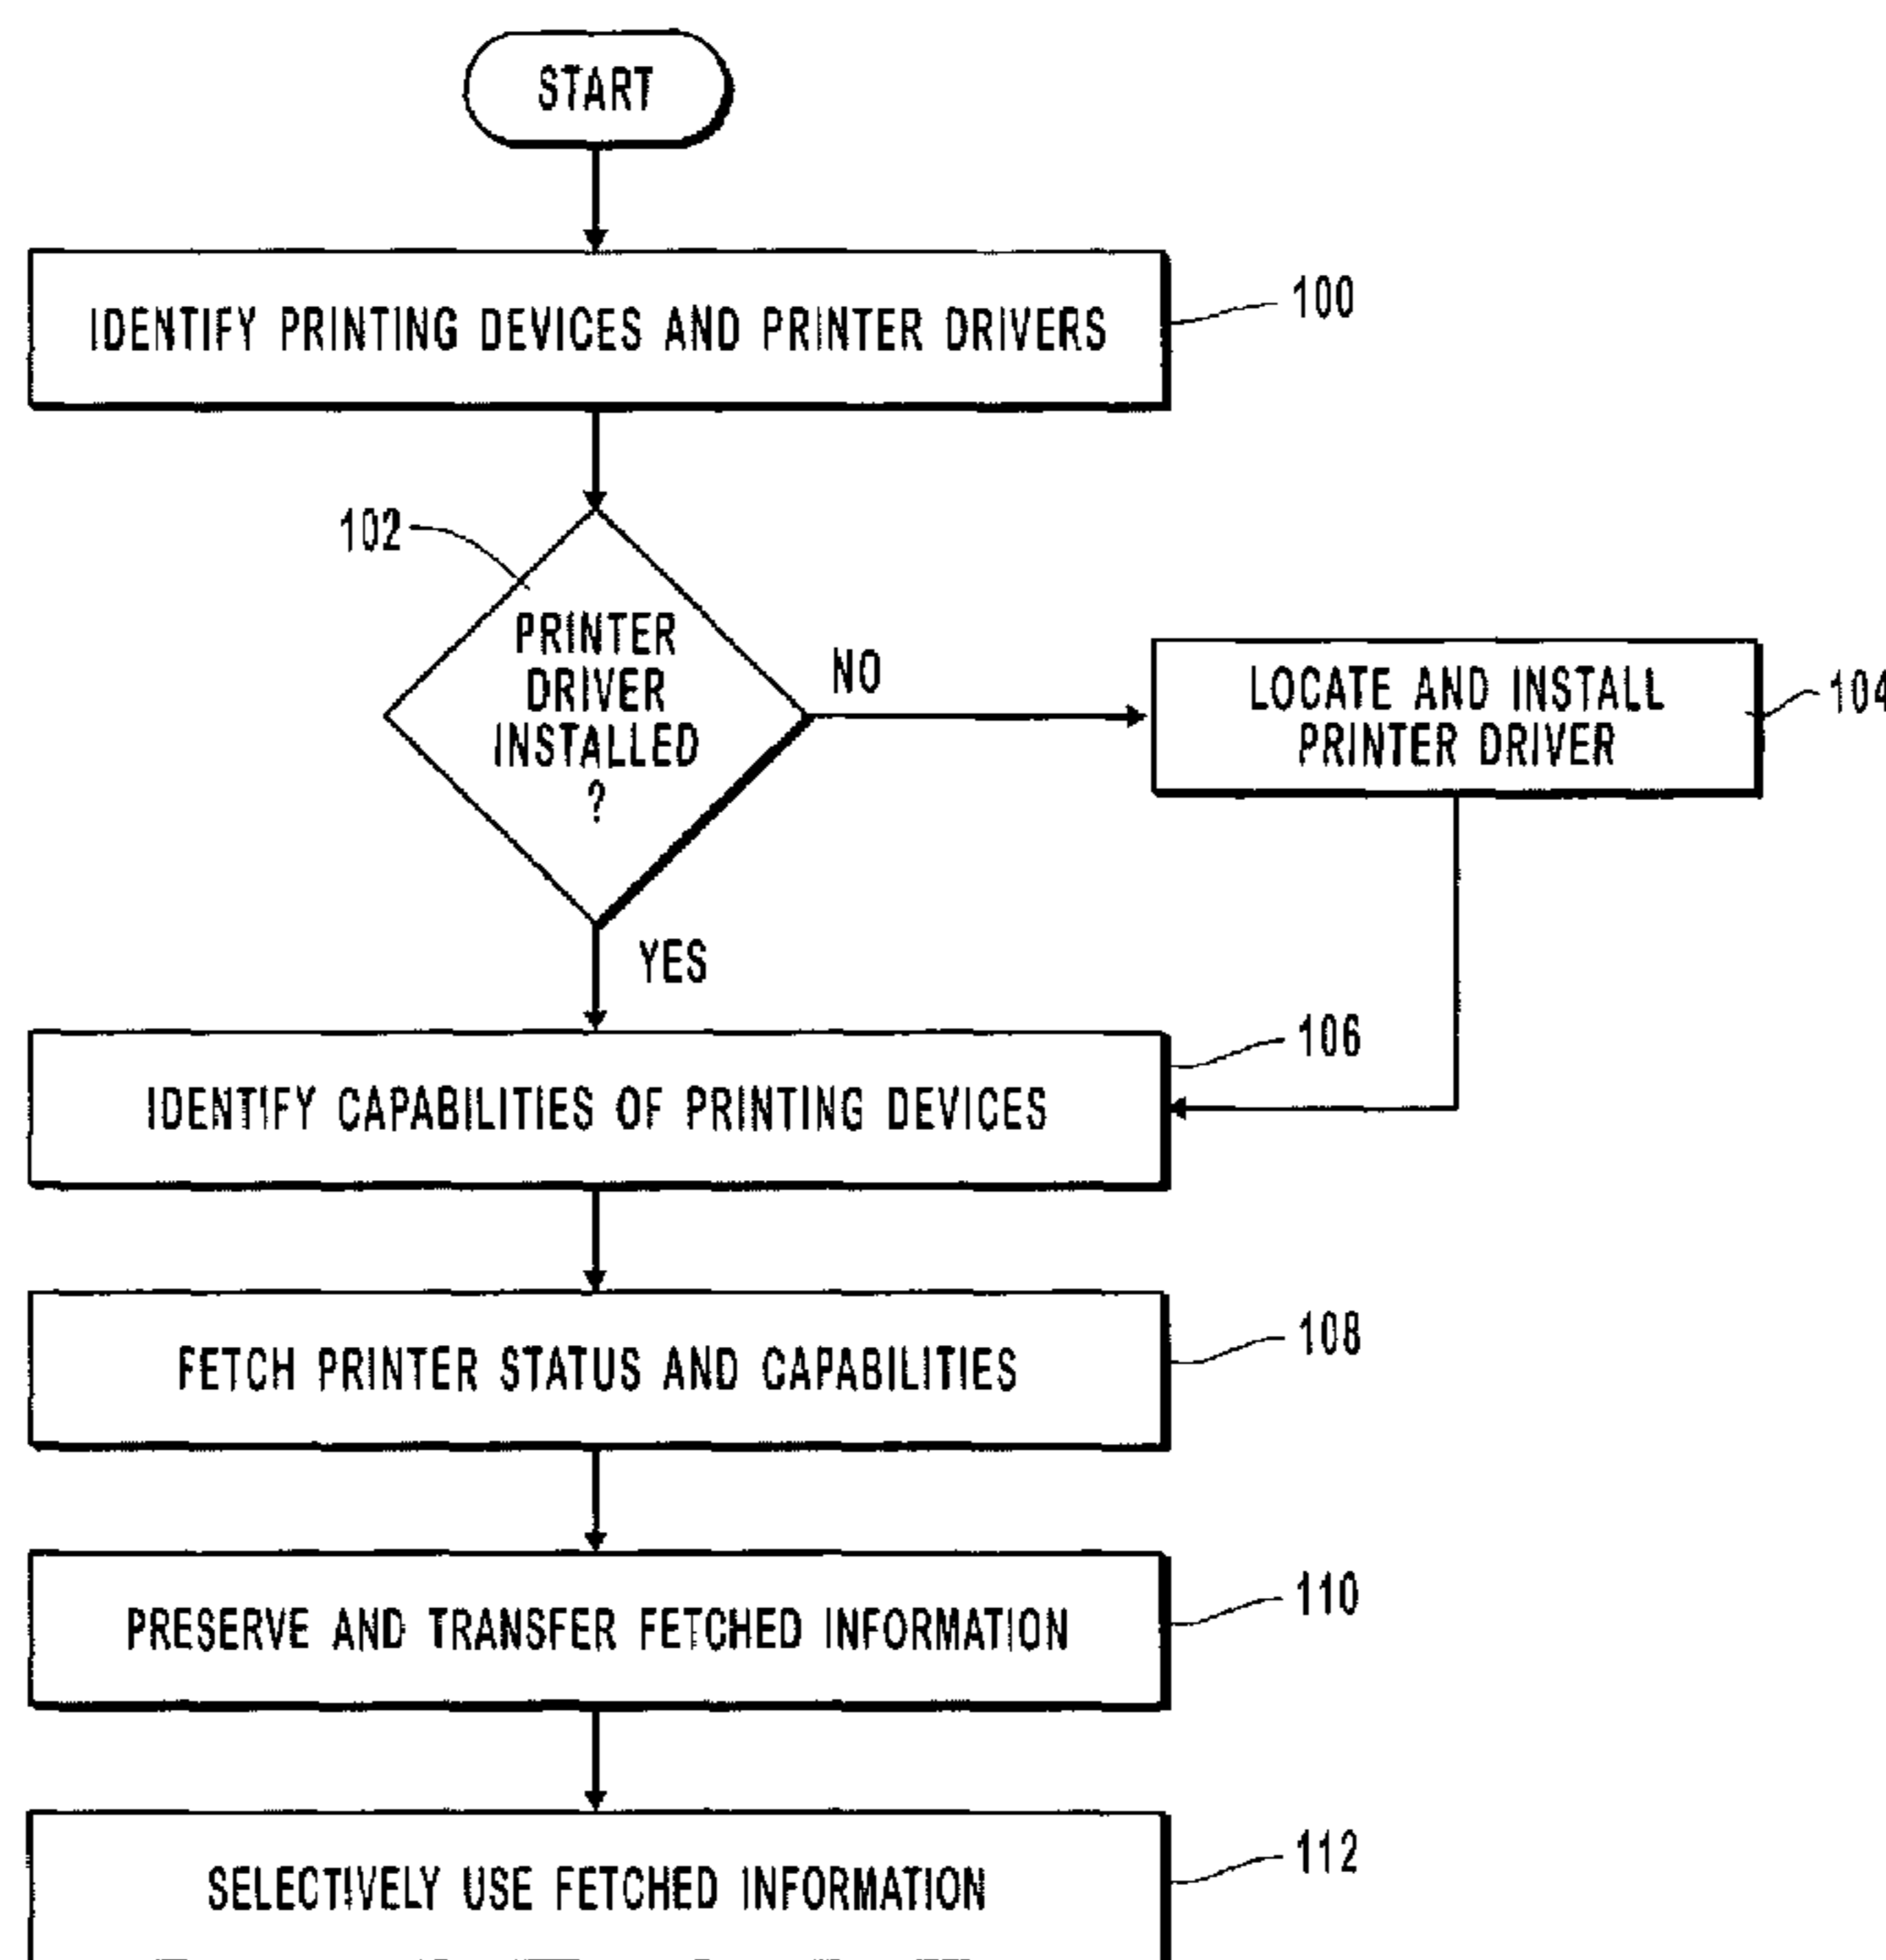 START
IDENTIFY PRINTING DEVICES AND PRINTER DRIVERS
100
102
PRINTER
DRIVER
INSTALLED
?
NO
LOCATE AND INSTALL
PRINTER DRIVER
104
YES
106
IDENTIFY CAPABILITIES OF PRINTING DEVICES
108
FETCH PRINTER STATUS AND CAPABILITIES
110
PRESERVE AND TRANSFER FETCHED INFORMATION
112
SELECTIVELY USE FETCHED INFORMATION